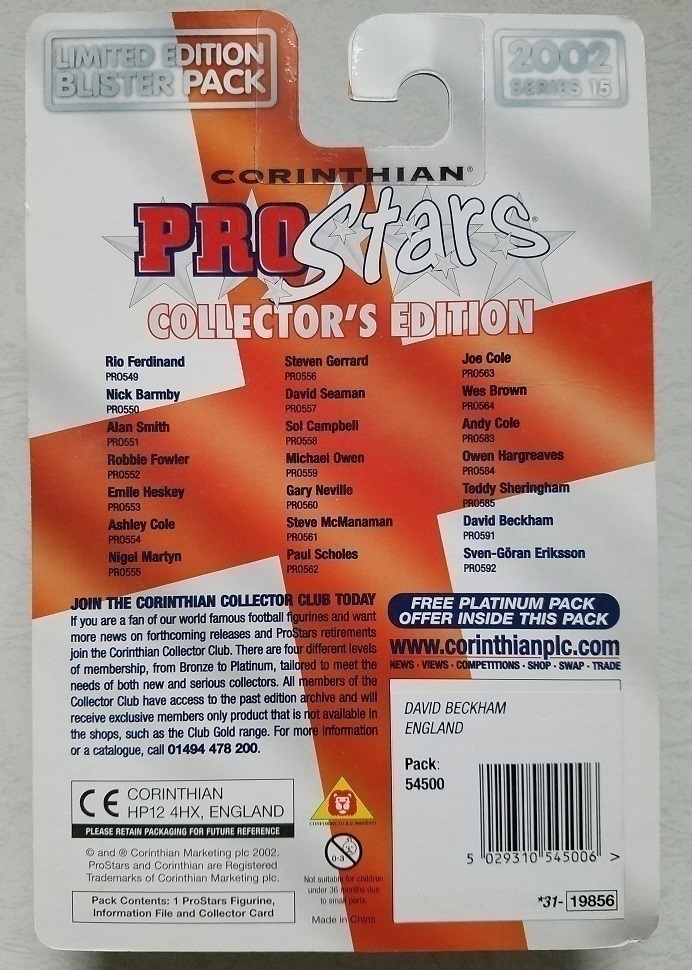 LIMITED EDITION
BLISTER PACK
2002
SERIES 15
CORINTHIAN®
PROStars®
COLLECTOR'S EDITION
Rio Ferdinand
PRO549
Nick Barmby
PRO550
Alan Smith
PRO551
Robbie Fowler
PRO552
Emile Heskey
PRO553
Ashley Cole
PRO554
Nigel Martyn
PRO555
Steven Gerrard
PRO556
David Seaman
PRO557
Sol Campbell
PRO558
Michael Owen
PRO559
Gary Neville
PRO560
Steve McManaman
PRO561
Paul Scholes
PRO562
Joe Cole
PRO563
Wes Brown
PRO564
Andy Cole
PRO583
Owen Hargreaves
PRO584
Teddy Sheringham
PRO585
David Beckham
PRO591
Sven-Göran Eriksson
PRO592
JOIN THE CORINTHIAN COLLECTOR CLUB TODAY
If you are a fan of our world famous football figurines and want
more news on forthcoming releases and ProStars retirements
join the Corinthian Collector Club. There are four different levels
of membership, from Bronze to Platinum, tailored to meet the
needs of both new and serious collectors. All members of the
Collector Club have access to the past edition archive and will
receive exclusive members only product that is not available in
the shops, such as the Club Gold range. For more information
or a catalogue, call 01494 478 200.
FREE PLATINUM PACK
OFFER INSIDE THIS PACK
www.corinthianplc.com
NEWS · VIEWS · COMPETITIONS · SHOP · SWAP · TRADE
DAVID BECKHAM
ENGLAND
Pack:
54500
5 029310 545006 >
*31- 19856
CE CORINTHIAN
HP12 4HX, ENGLAND
PLEASE RETAIN PACKAGING FOR FUTURE REFERENCE
© and ® Corinthian Marketing plc 2002.
ProStars and Corinthian are Registered
Trademarks of Corinthian Marketing plc.
Pack Contents: 1 ProStars Figurine,
Information File and Collector Card
0-3
Not suitable for children
under 36 months due
to small parts.
Made in China